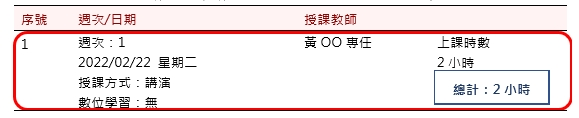 序號 週次/日期 授課教師
1 週次：1 黃OO專任 上課時數
2022/02/22 星期二 2 小時
授課方式：講演
總計：2 小時
數位學習：無